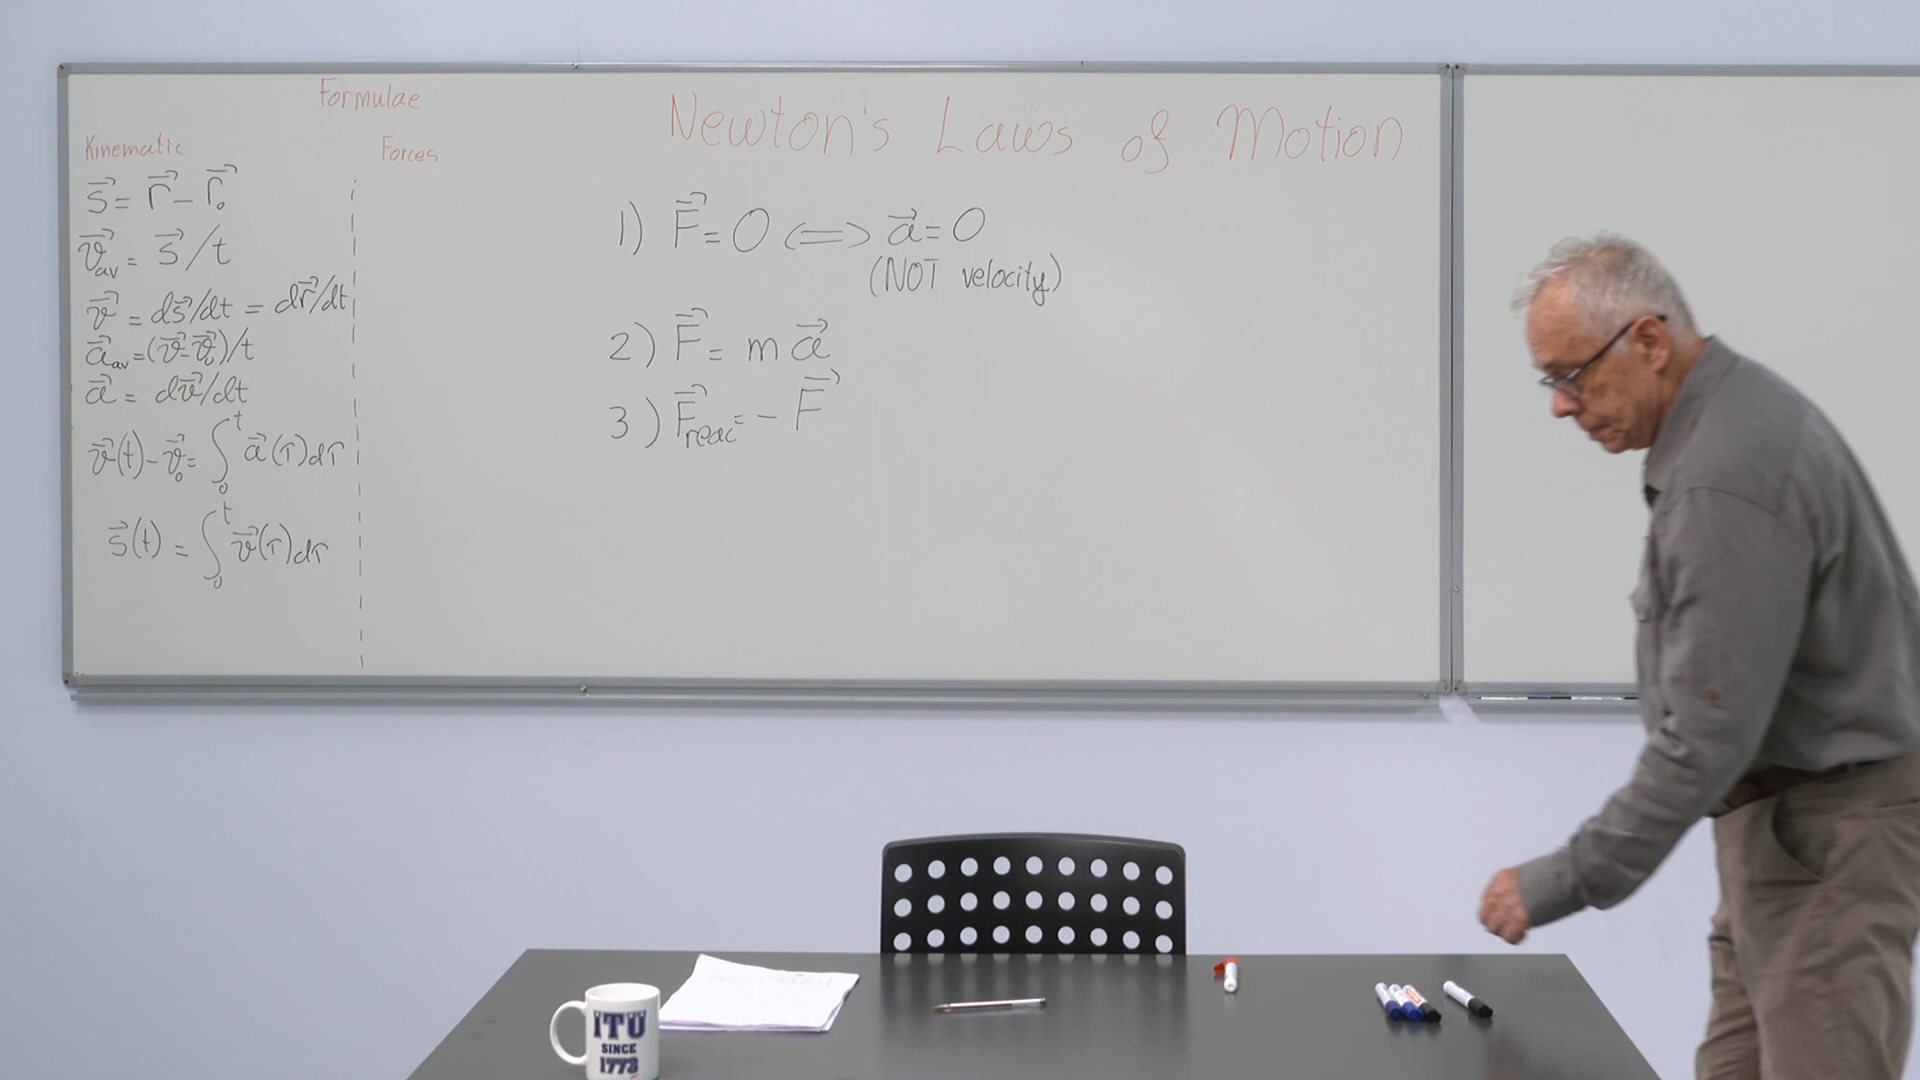 Formulae
Kinematic
s⃗ = r⃗ − r⃗₀
v⃗av = s⃗/t
v⃗ = ds⃗/dt = dr⃗/dt
a⃗av = (v⃗ − v⃗₀)/t
a⃗ = dv⃗/dt
v⃗(t) − v⃗₀ = ∫₀ᵗ a⃗(τ)dτ
s⃗(t) = ∫₀ᵗ v⃗(τ)dτ
Forces
Newton's Laws of Motion
1) F⃗ = 0 ⟺ a⃗ = 0
(NOT velocity)
2) F⃗ = m a⃗
3) F⃗reac = − F⃗
ITU
SINCE
1773